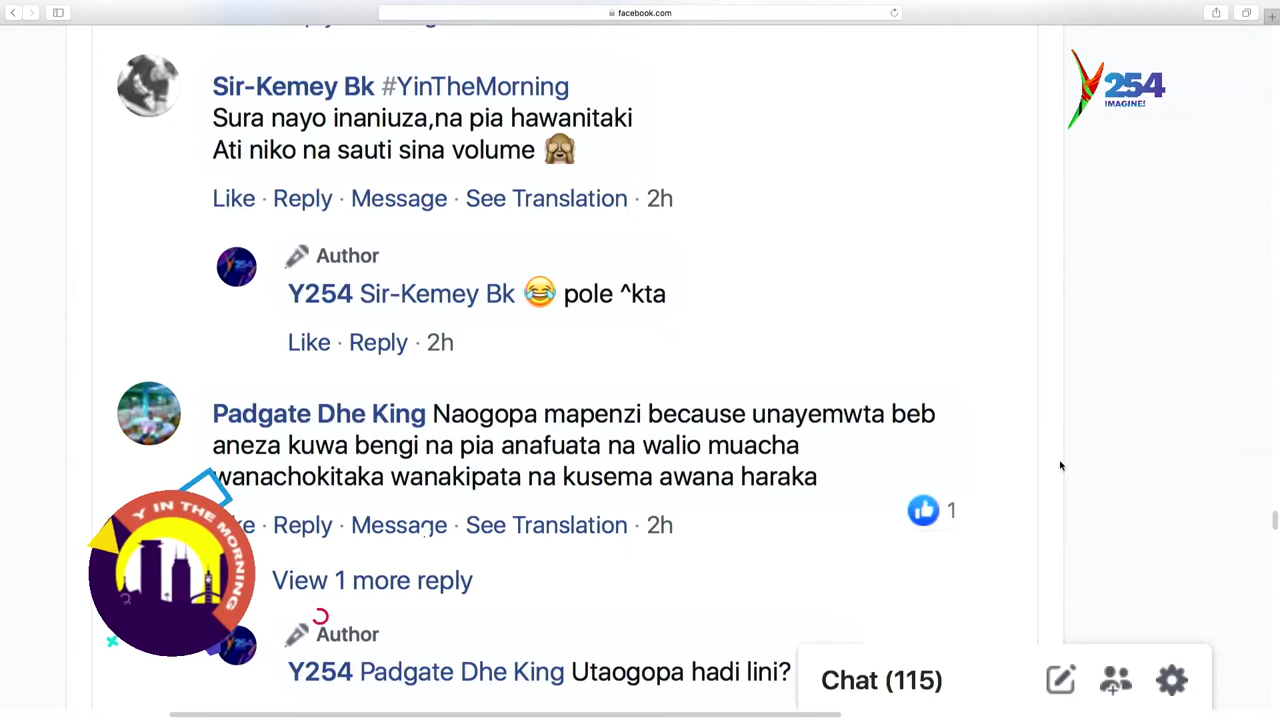 facebook.com
Sir-Kemey Bk #YinTheMorning
Sura nayo inaniuza,na pia hawanitaki
Ati niko na sauti sina volume
Like · Reply · Message · See Translation · 2h
Author
Y254 Sir-Kemey Bk 😂 pole ^kta
Like · Reply · 2h
Padgate Dhe King Naogopa mapenzi because unayemwta beb
aneza kuwa bengi na pia anafuata na walio muacha
wanachokitaka wanakipata na kusema awana haraka
1
Reply · Message · See Translation · 2h
View 1 more reply
Author
Y254 Padgate Dhe King Utaogopa hadi lini?
Chat (115)
Y254
IMAGINE!
Y IN THE MORNING